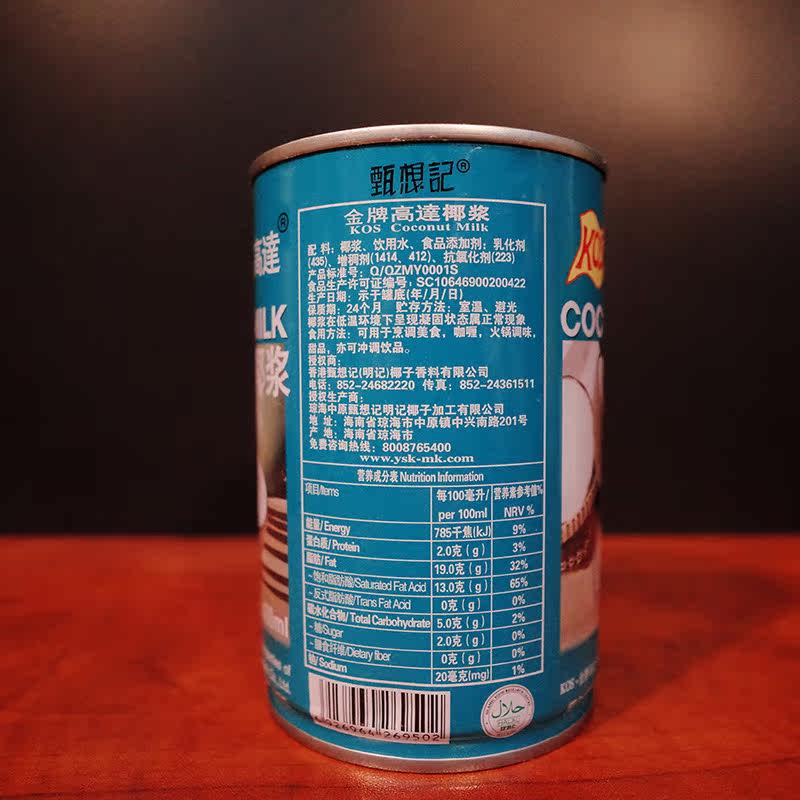 甄想記®
金牌高達椰浆
KOS Coconut Milk
配 料：椰浆、饮用水、食品添加剂：乳化剂
(435)、增稠剂(1414、412)、抗氧化剂(223)
产品标准号：Q/QZMY0001S
食品生产许可证编号：SC10646900200422
生产日期：示于罐底(年/月/日)
保质期：24个月 贮存方法：室温、避光
椰浆在低温环境下呈现凝固状态属正常现象
食用方法：可用于烹调美食，咖喱，火锅调味，
甜品，亦可冲调饮品。
授权商：
香港甄想记(明记)椰子香料有限公司
电话：852-24682220 传真：852-24361511
授权生产商：
琼海中原甄想记明记椰子加工有限公司
地 址：海南省琼海市中原镇中兴南路201号
产 地：海南省琼海市
免费咨询热线：8008765400
www.ysk-mk.com
营养成分表 Nutrition Information
项目/Items 每100毫升/ per 100ml 营养素参考值% NRV %
能量/ Energy 785千焦(kJ) 9%
蛋白质/ Protein 2.0克（g） 3%
脂肪/ Fat 19.0克（g） 32%
-饱和脂肪酸/Saturated Fat Acid 13.0克（g） 65%
-反式脂肪酸/Trans Fat Acid 0克（g） 0%
碳水化合物/ Total Carbohydrate 5.0克（g） 2%
-糖/Sugar 2.0克（g） 0%
-膳食纤维/Dietary fiber 0克（g） 0%
钠/ Sodium 20毫克(mg) 1%
4 926964 269502
حلال
HALAL
IFRC
高達®
ILK
浆
ml
KO
COC
KOS